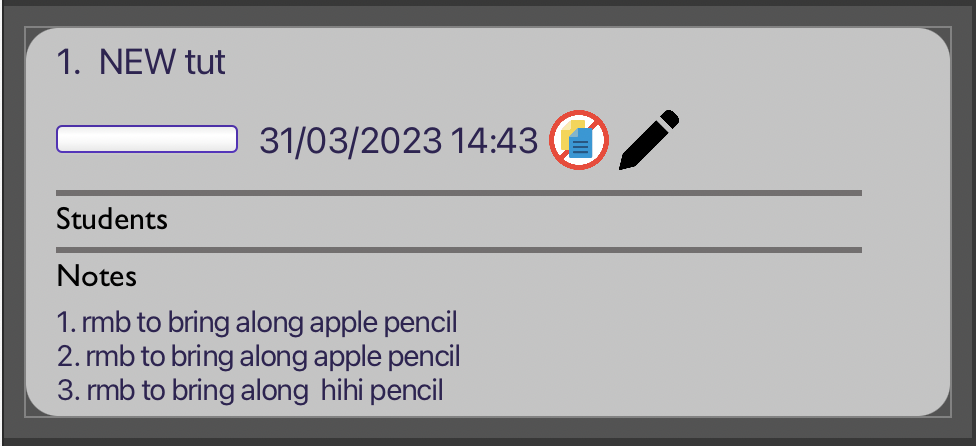 1. NEW tut
31/03/2023 14:43
Students
Notes
1. rmb to bring along apple pencil
2. rmb to bring along apple pencil
3. rmb to bring along  hihi pencil